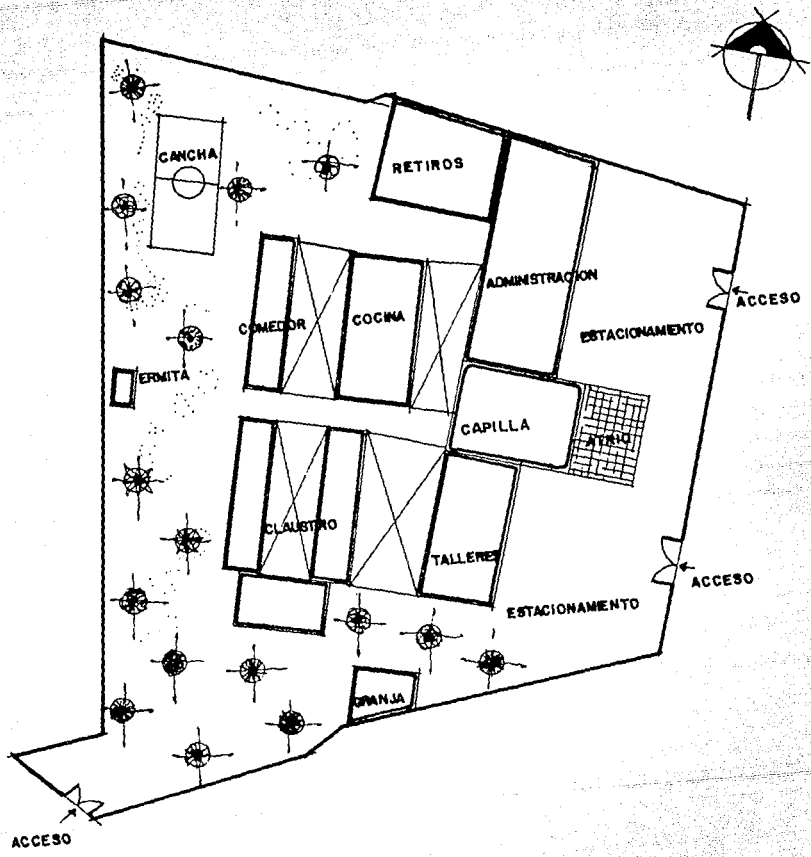 CANCHA
RETIROS
ADMINISTRACION
ACCESO
COMEDOR
COCINA
ESTACIONAMIENTO
ERMITA
CAPILLA
ATRIO
CLAUSTRO
TALLERES
ACCESO
ESTACIONAMIENTO
GRANJA
ACCESO